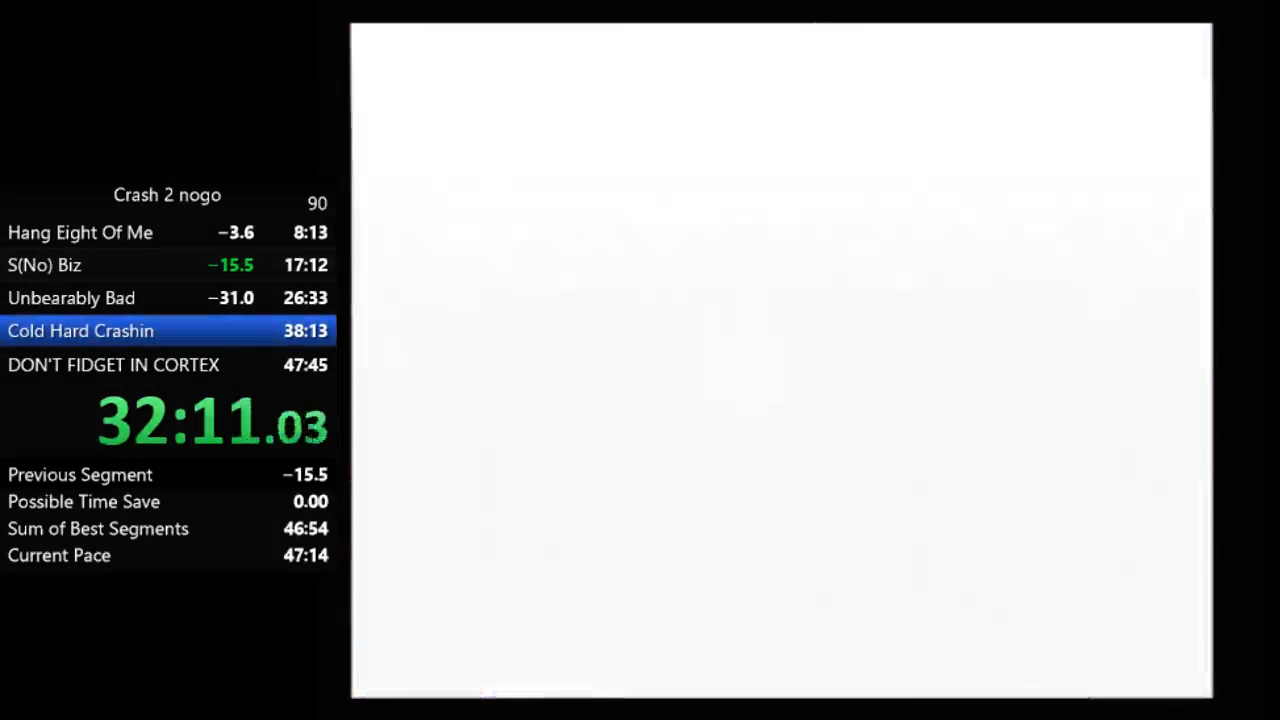 Crash 2 nogo
90
Hang Eight Of Me −3.6 8:13
S(No) Biz −15.5 17:12
Unbearably Bad −31.0 26:33
Cold Hard Crashin 38:13
DON'T FIDGET IN CORTEX 47:45
32:11.03
Previous Segment −15.5
Possible Time Save 0.00
Sum of Best Segments 46:54
Current Pace 47:14